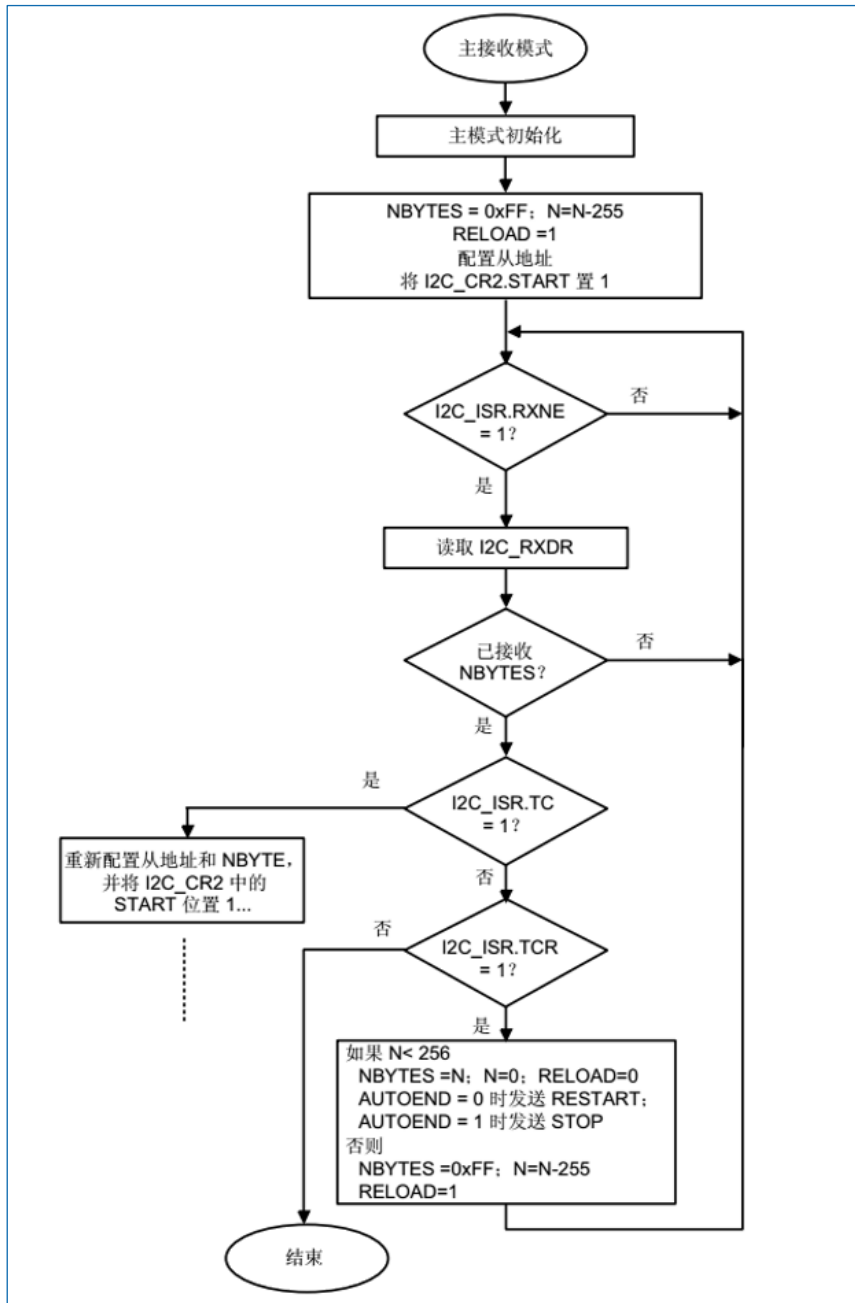 主接收模式
主模式初始化
NBYTES = 0xFF；N=N-255
RELOAD =1
配置从地址
将 I2C_CR2.START 置 1
I2C_ISR.RXNE
= 1？
否
是
读取 I2C_RXDR
已接收
NBYTES？
否
是
I2C_ISR.TC
= 1？
是
重新配置从地址和 NBYTE，
并将 I2C_CR2 中的
START 位置 1...
否
I2C_ISR.TCR
= 1？
否
是
如果 N< 256
NBYTES =N；N=0；RELOAD=0
AUTOEND = 0 时发送 RESTART；
AUTOEND = 1 时发送 STOP
否则
NBYTES =0xFF；N=N-255
RELOAD=1
结束